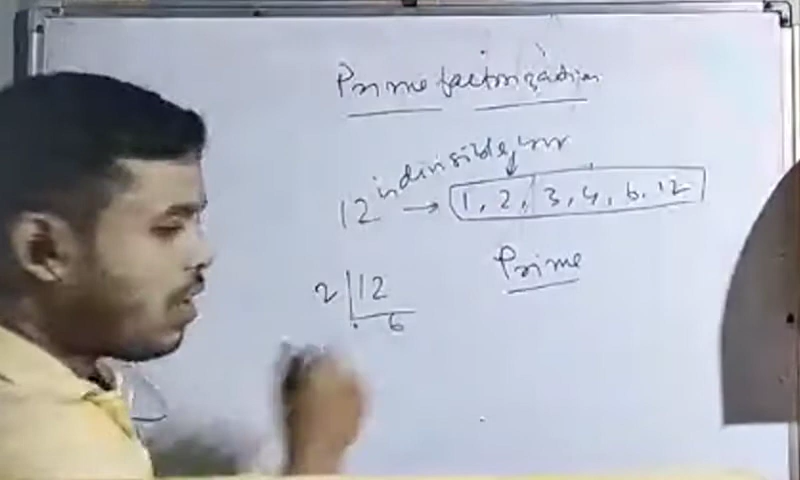 Prime factorization
indivisible
12 → 1, 2, 3, 4, 6, 12
Prime
2 12
6